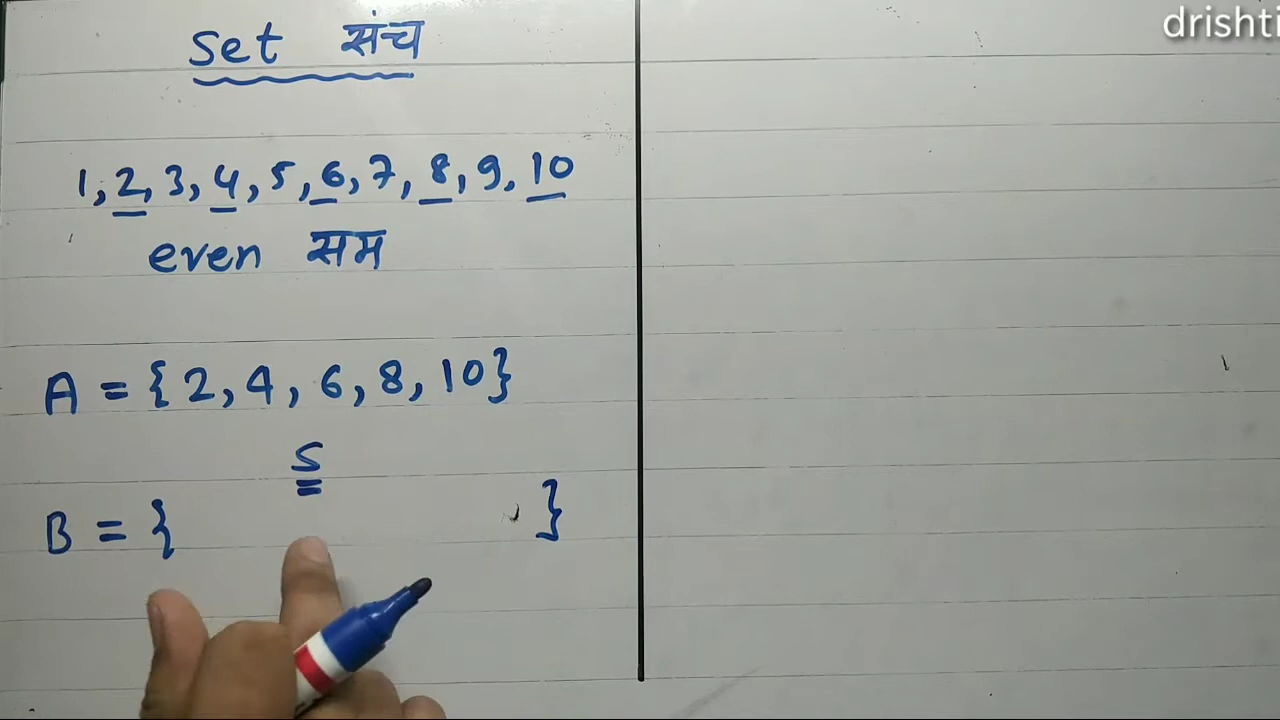 drishti
Set संच
1, 2, 3, 4, 5, 6, 7, 8, 9, 10
even सम
A = {2, 4, 6, 8, 10}
5
B = { }